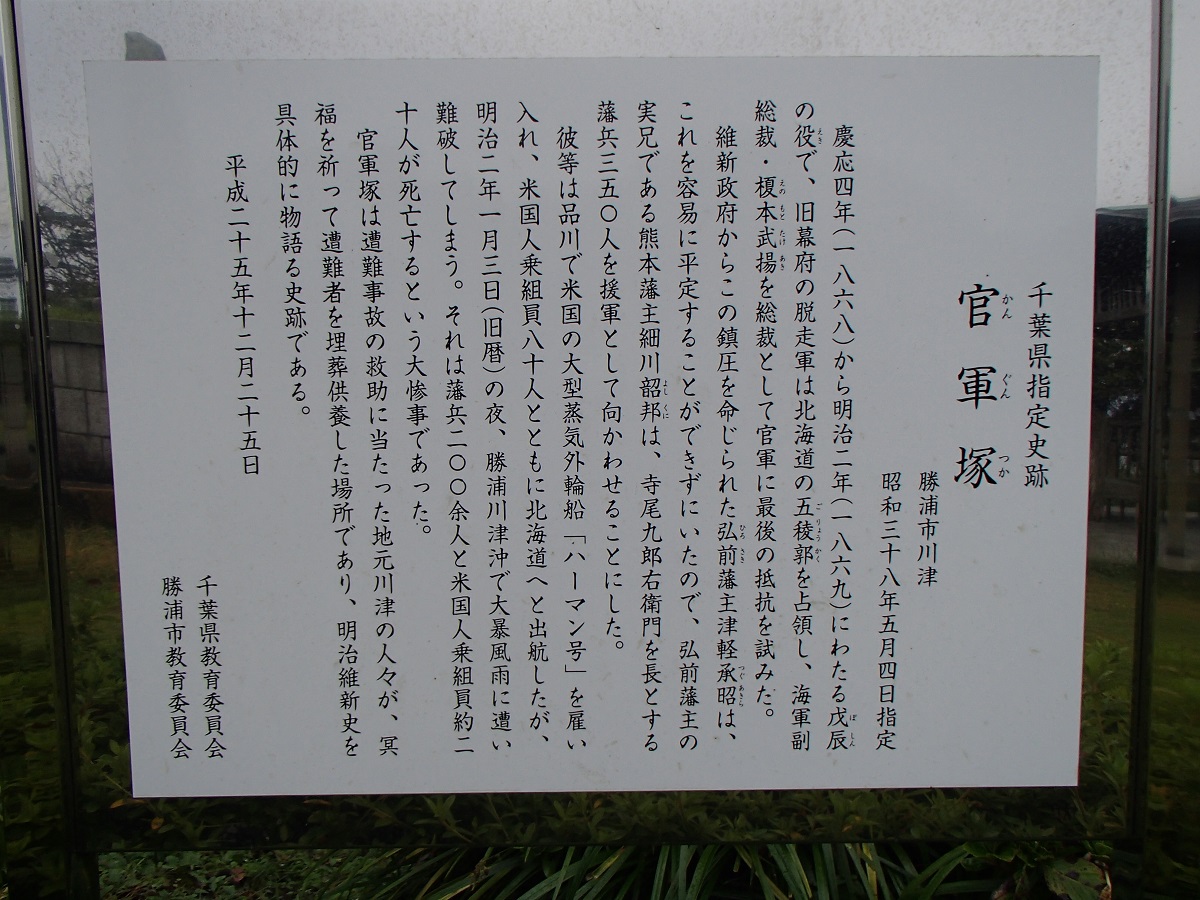 千葉県指定史跡
官軍塚
かんぐんつか
勝浦市川津
昭和三十八年五月四日指定
慶応四年(一八六八)から明治二年(一八六九)にわたる戊辰
の役で、旧幕府の脱走軍は北海道の五稜郭を占領し、海軍副
総裁・榎本武揚を総裁として官軍に最後の抵抗を試みた。
維新政府からこの鎮圧を命じられた弘前藩主津軽承昭は、
これを容易に平定することができずにいたので、弘前藩主の
実兄である熊本藩主細川韶邦は、寺尾九郎右衛門を長とする
藩兵三五〇人を援軍として向かわせることにした。
彼等は品川で米国の大型蒸気外輪船「ハーマン号」を雇い
入れ、米国人乗組員八十人とともに北海道へと出航したが、
明治二年一月三日(旧暦)の夜、勝浦川津沖で大暴風雨に遭い
難破してしまう。それは藩兵二〇〇余人と米国人乗組員約二
十人が死亡するという大惨事であった。
官軍塚は遭難事故の救助に当たった地元川津の人々が、冥
福を祈って遭難者を埋葬供養した場所であり、明治維新史を
具体的に物語る史跡である。
平成二十五年十二月二十五日
千葉県教育委員会
勝浦市教育委員会